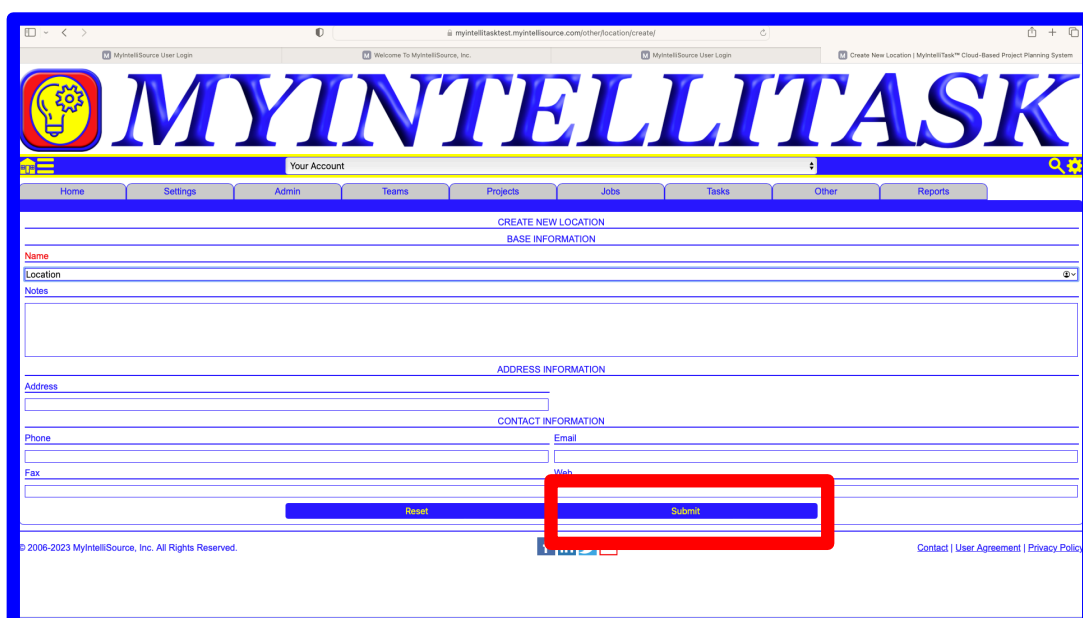 myintellitasktest.myintellisource.com/other/location/create/
MyIntelliSource User Login
Welcome To MyIntelliSource, Inc.
MyIntelliSource User Login
Create New Location | MyIntelliTask™ Cloud-Based Project Planning System
MYINTELLITASK
Your Account
Home Settings Admin Teams Projects Jobs Tasks Other Reports
CREATE NEW LOCATION
BASE INFORMATION
Name
Location
Notes
ADDRESS INFORMATION
Address
CONTACT INFORMATION
Phone Email
Fax Web
Reset Submit
© 2006-2023 MyIntelliSource, Inc. All Rights Reserved.
Contact | User Agreement | Privacy Policy